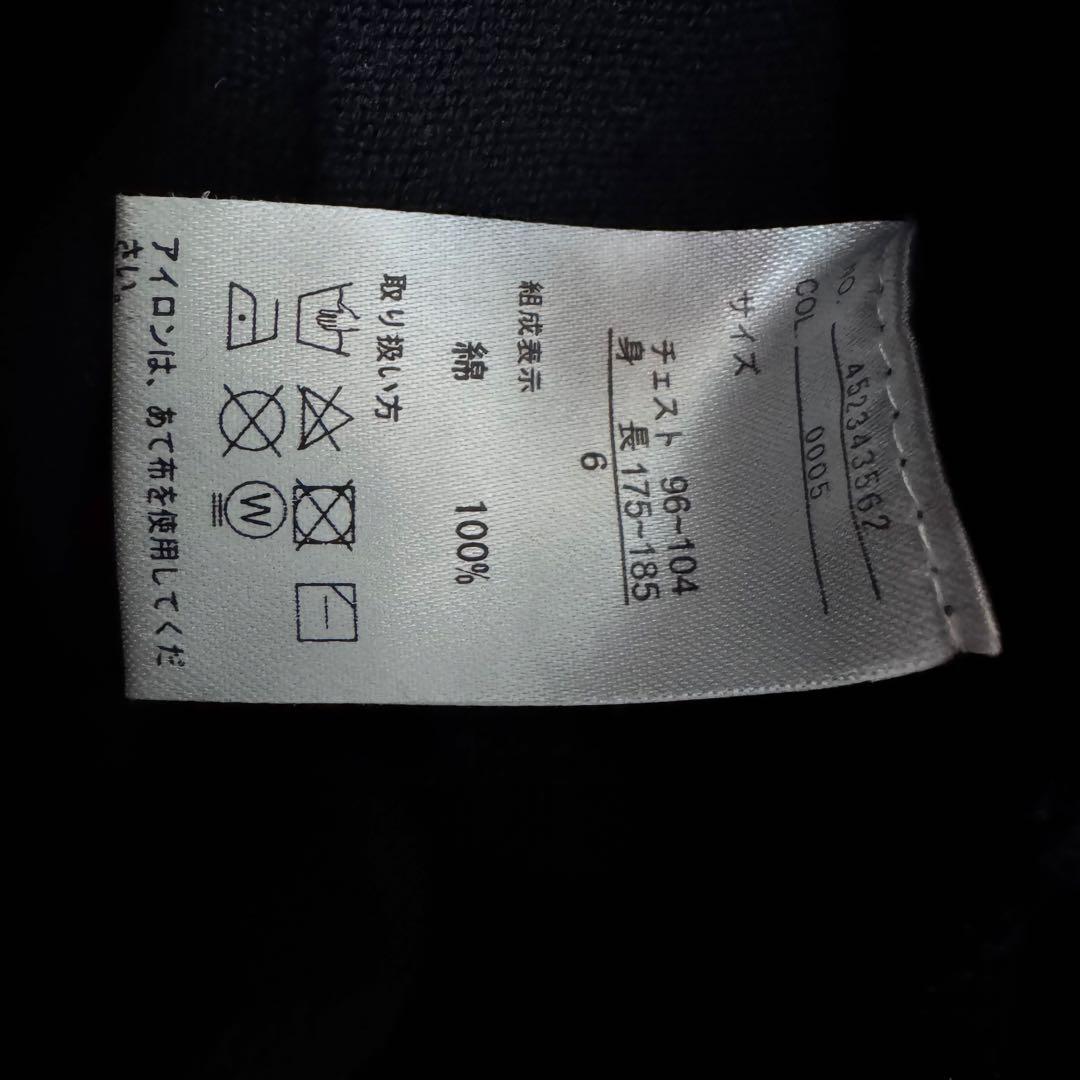 NO. 452343562
COL 0005
サイズ
チェスト 96~104
身 長 175~185
6
組成表示
綿 100%
取り扱い方
W
アイロンは、あて布を使用してくだ
さい。